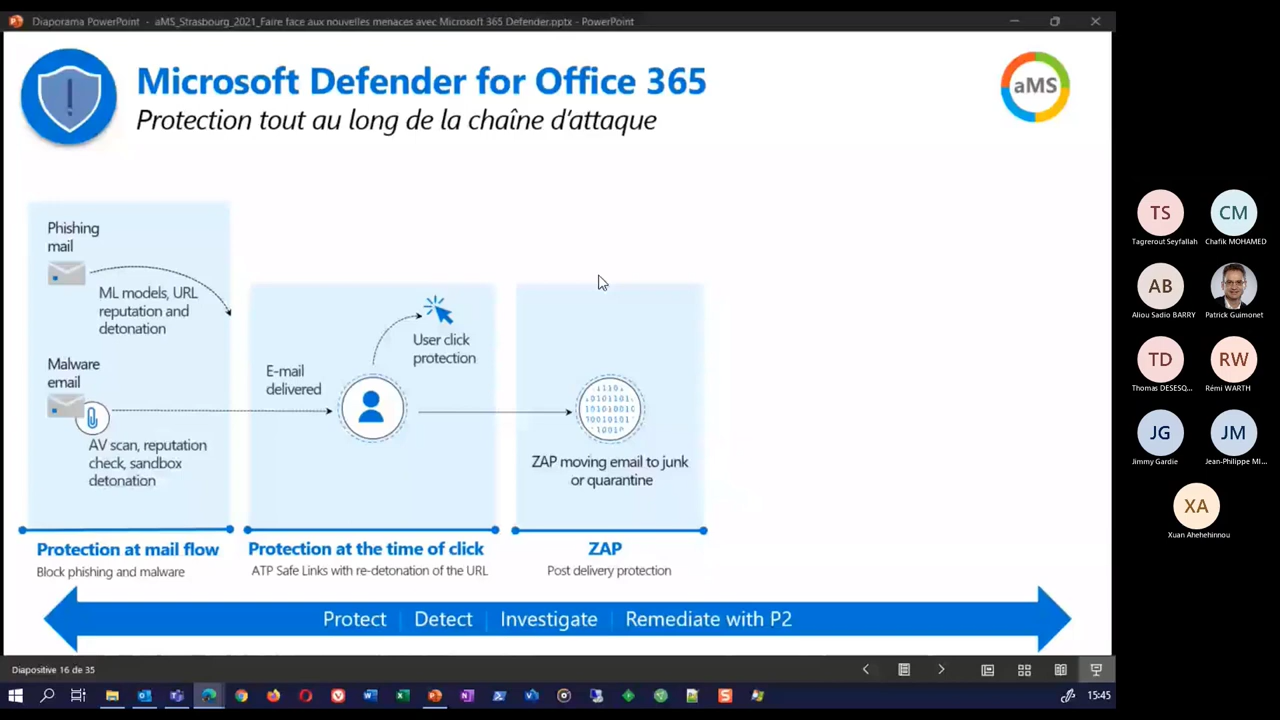 Diaporama PowerPoint - aMS_Strasbourg_2021_Faire face aux nouvelles menaces avec Microsoft 365 Defender.pptx - PowerPoint
Microsoft Defender for Office 365
Protection tout au long de la chaîne d'attaque
aMS
Phishing
mail
ML models, URL
reputation and
detonation
Malware
email
AV scan, reputation
check, sandbox
detonation
E-mail
delivered
User click
protection
ZAP moving email to junk
or quarantine
Protection at mail flow
Block phishing and malware
Protection at the time of click
ATP Safe Links with re-detonation of the URL
ZAP
Post delivery protection
Protect | Detect | Investigate | Remediate with P2
Diapositive 16 de 35
15:45
TS
Tagrerout Seyfallah
CM
Chafik MOHAMED
AB
Aliou Sadio BARRY
Patrick Guimonet
TD
Thomas DESESQ...
RW
Rémi WARTH
JG
Jimmy Gardie
JM
Jean-Philippe MI...
XA
Xuan Ahehehinnou